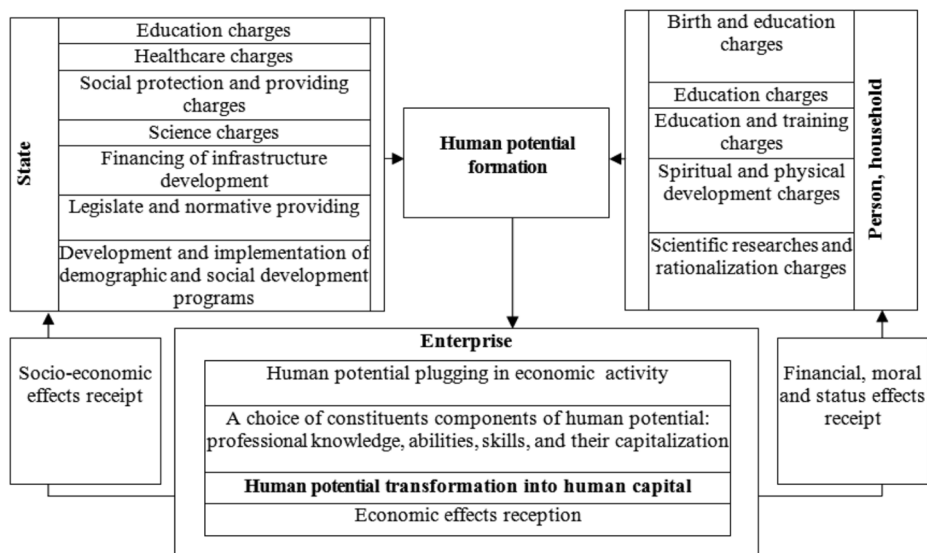 State
Education charges
Healthcare charges
Social protection and providing
charges
Science charges
Financing of infrastructure
development
Legislate and normative providing
Development and implementation of
demographic and social development
programs
Human potential
formation
Birth and education
charges
Education charges
Education and training
charges
Spiritual and physical
development charges
Scientific researches and
rationalization charges
Person, household
Socio-economic
effects receipt
Enterprise
Human potential plugging in economic activity
A choice of constituents components of human potential:
professional knowledge, abilities, skills, and their capitalization
Human potential transformation into human capital
Economic effects reception
Financial, moral
and status effects
receipt